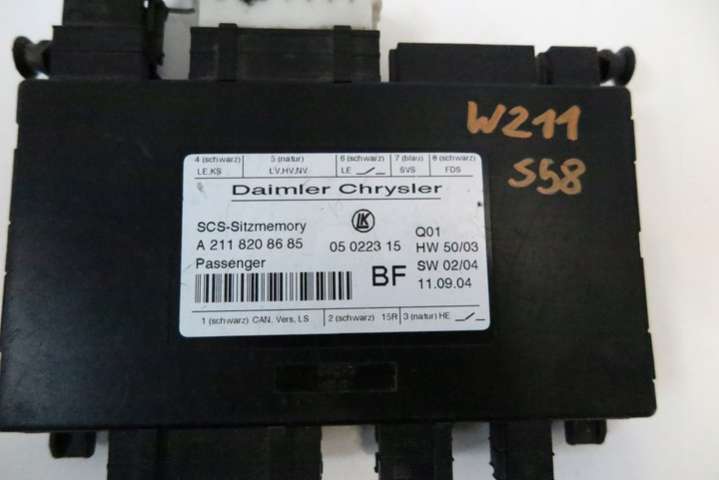 W211
S58
4 (schwarz) 5 (natur) 6 (schwarz) 7 (blau) 8 (schwarz)
LE,KS LV,HV,NV LE SVS FDS
Daimler Chrysler
SCS-Sitzmemory LK Q01
A 211 820 86 85 05 0223 15 HW 50/03
Passenger BF SW 02/04
11.09.04
1 (schwarz) CAN, Vers, LS 2 (schwarz) 15R 3 (natur) HE